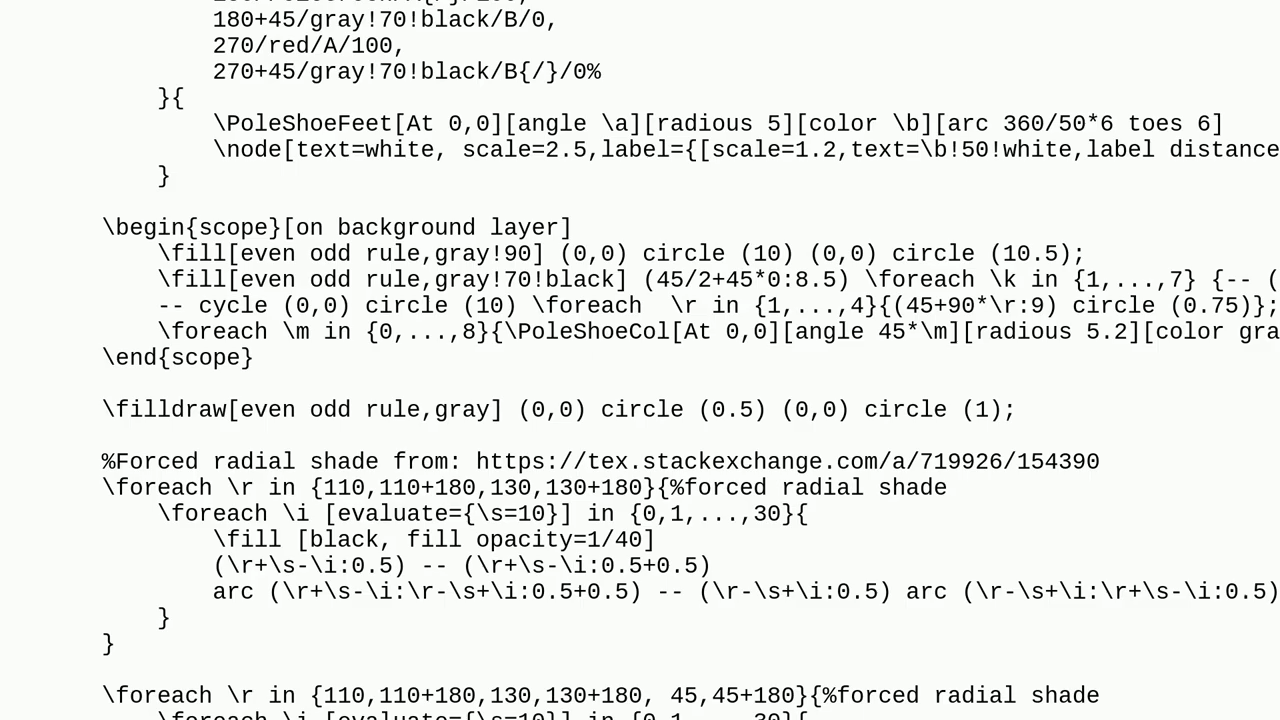 180+45/gray!70!black/B/0,
270/red/A/100,
270+45/gray!70!black/B{/}/0%
}{
\PoleShoeFeet[At 0,0][angle \a][radious 5][color \b][arc 360/50*6 toes 6]
\node[text=white, scale=2.5,label={[scale=1.2,text=\b!50!white,label distance
}
\begin{scope}[on background layer]
\fill[even odd rule,gray!90] (0,0) circle (10) (0,0) circle (10.5);
\fill[even odd rule,gray!70!black] (45/2+45*0:8.5) \foreach \k in {1,...,7} {-- (
-- cycle (0,0) circle (10) \foreach  \r in {1,...,4}{(45+90*\r:9) circle (0.75)};
\foreach \m in {0,...,8}{\PoleShoeCol[At 0,0][angle 45*\m][radious 5.2][color gra
\end{scope}
\filldraw[even odd rule,gray] (0,0) circle (0.5) (0,0) circle (1);
%Forced radial shade from: https://tex.stackexchange.com/a/719926/154390
\foreach \r in {110,110+180,130,130+180}{%forced radial shade
\foreach \i [evaluate={\s=10}] in {0,1,...,30}{
\fill [black, fill opacity=1/40]
(\r+\s-\i:0.5) -- (\r+\s-\i:0.5+0.5)
arc (\r+\s-\i:\r-\s+\i:0.5+0.5) -- (\r-\s+\i:0.5) arc (\r-\s+\i:\r+\s-\i:0.5)
}
}
\foreach \r in {110,110+180,130,130+180, 45,45+180}{%forced radial shade
\foreach \i [evaluate={\s=10}] in {0,1,...,30}{